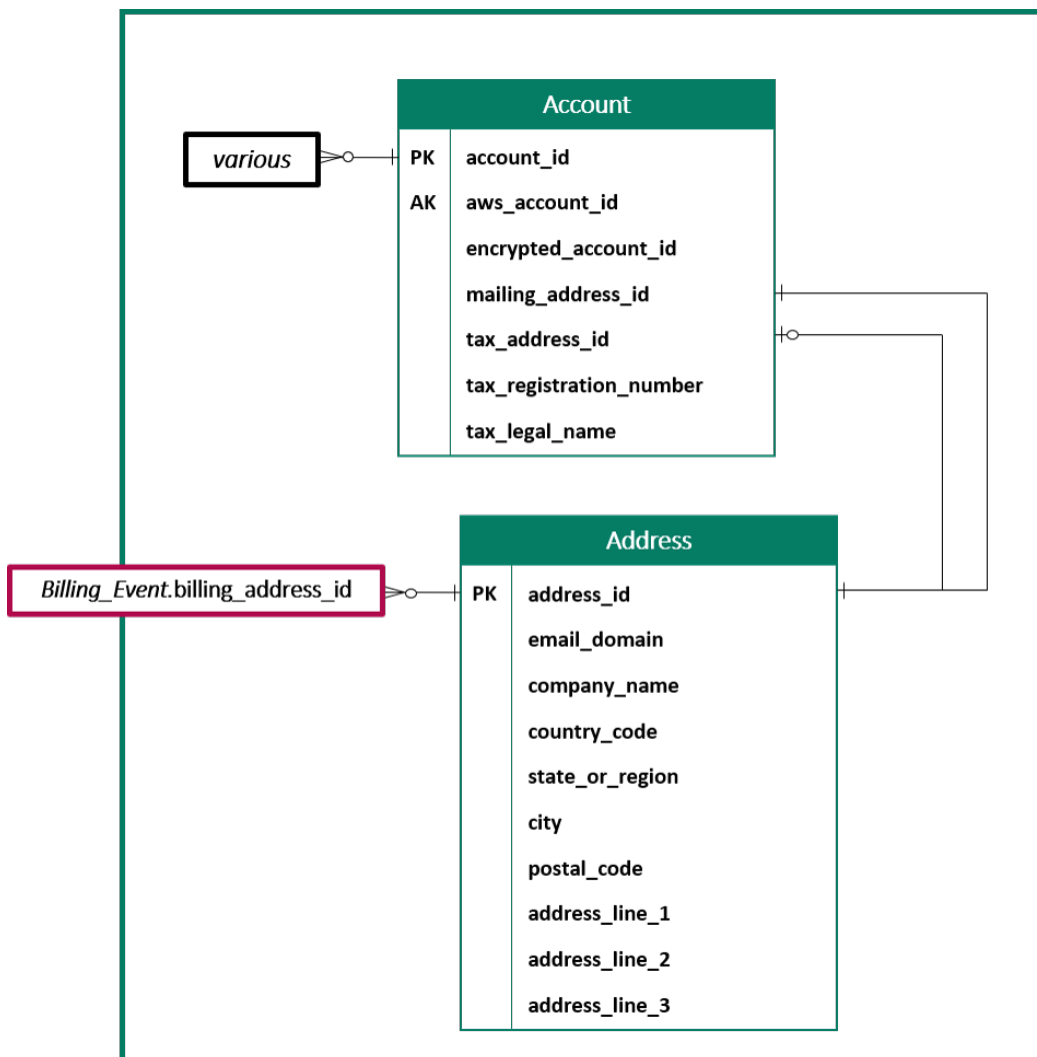 Account
various
PK account_id
AK aws_account_id
encrypted_account_id
mailing_address_id
tax_address_id
tax_registration_number
tax_legal_name
Address
Billing_Event.billing_address_id
PK address_id
email_domain
company_name
country_code
state_or_region
city
postal_code
address_line_1
address_line_2
address_line_3